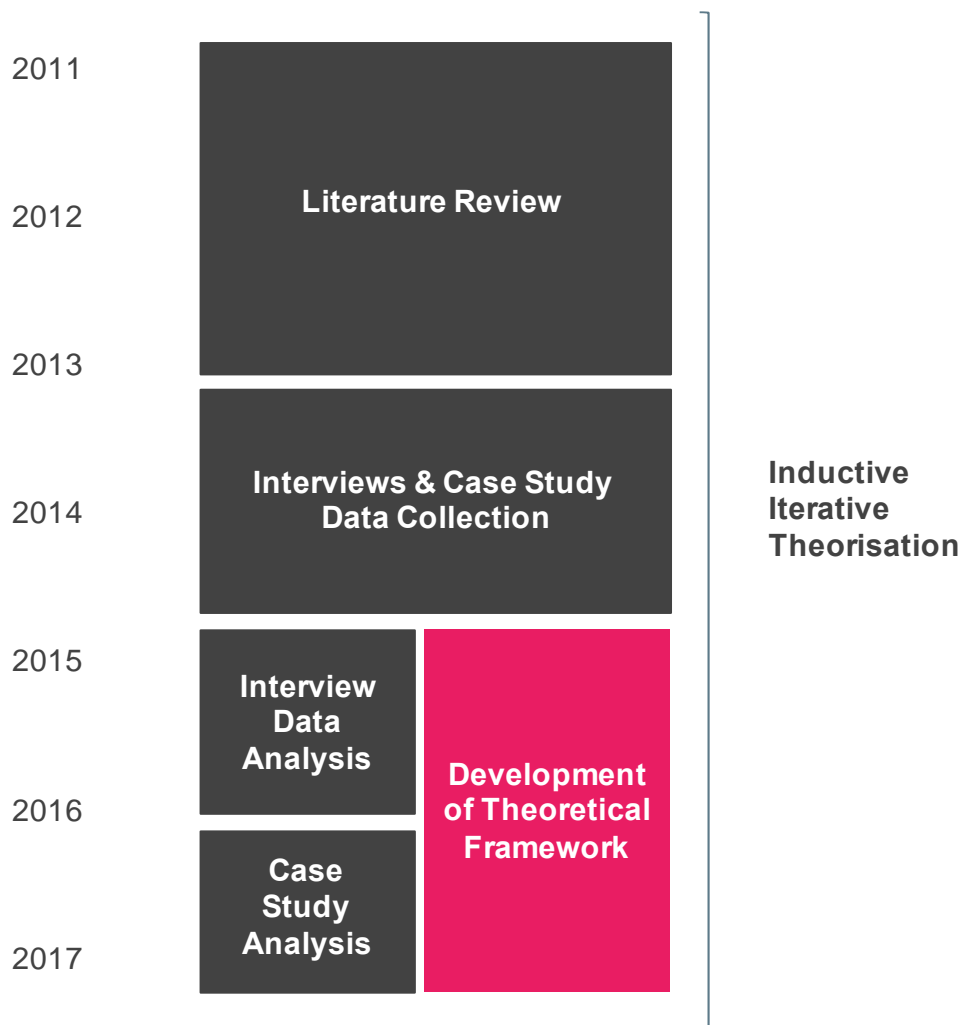 2011
Literature Review
2012
2013
Interviews & Case Study
Data Collection
2014
Inductive
Iterative
Theorisation
2015
Interview
Data
Analysis
Development
of Theoretical
Framework
2016
Case
Study
Analysis
2017